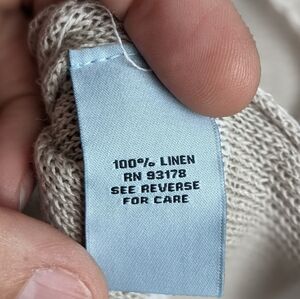 100% LINEN
RN 93178
SEE REVERSE
FOR CARE